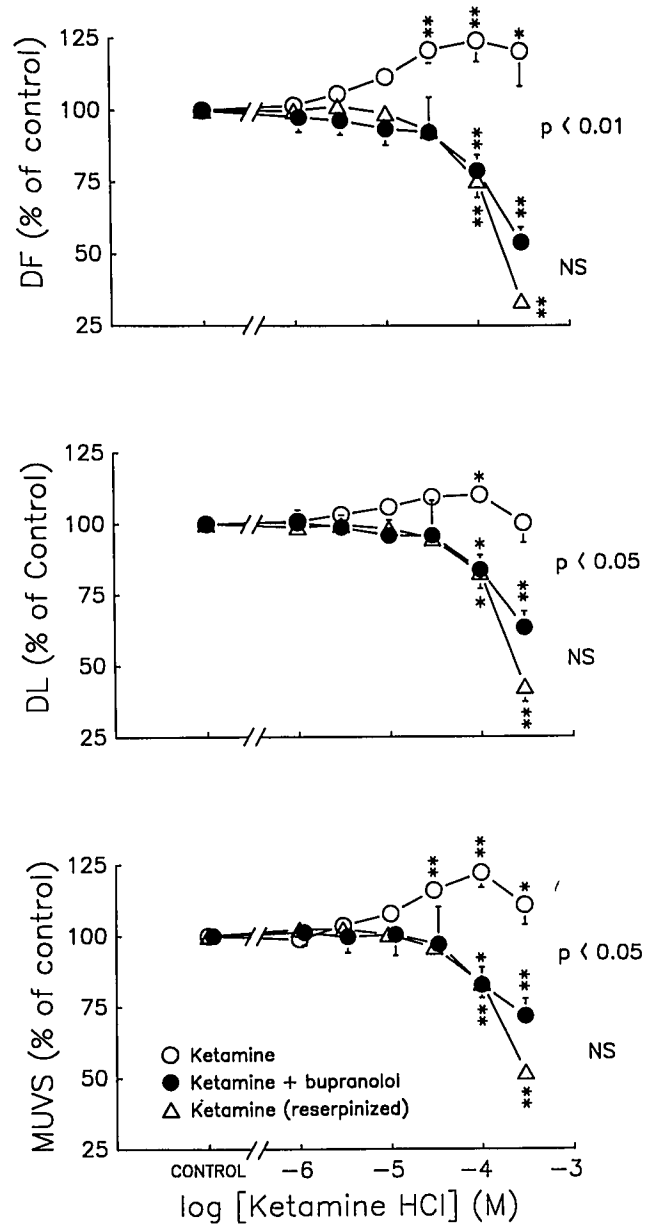 DF (% of control)
125
100
75
50
25
**
**
*
**
**
**
**
p < 0.01
NS
DL (% of Control)
125
100
75
50
25
*
*
*
**
**
p < 0.05
NS
MUVS (% of control)
125
100
75
50
25
**
**
*
*
**
**
**
p < 0.05
NS
Ketamine
Ketamine + bupranolol
Ketamine (reserpinized)
CONTROL
-6
-5
-4
-3
log [Ketamine HCl] (M)